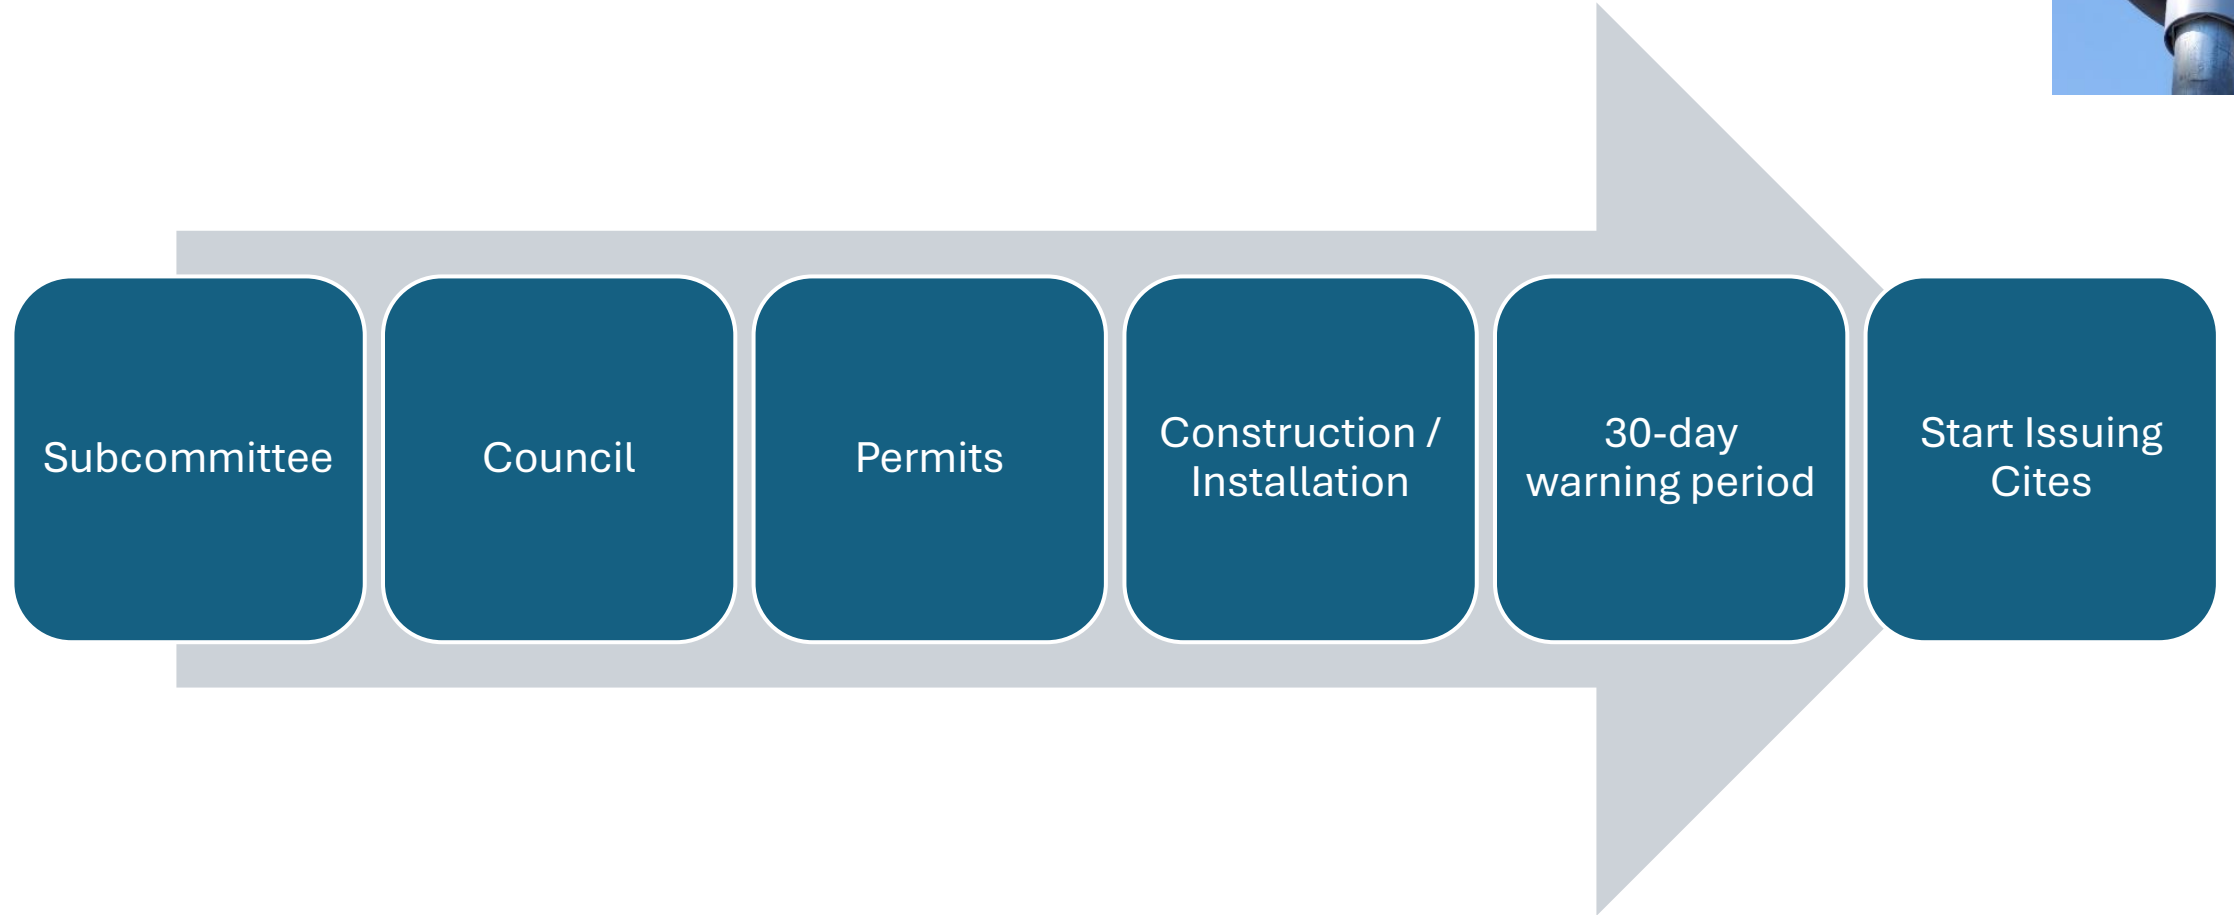 Subcommittee
Council
Permits
Construction /
Installation
30-day
warning period
Start Issuing
Cites